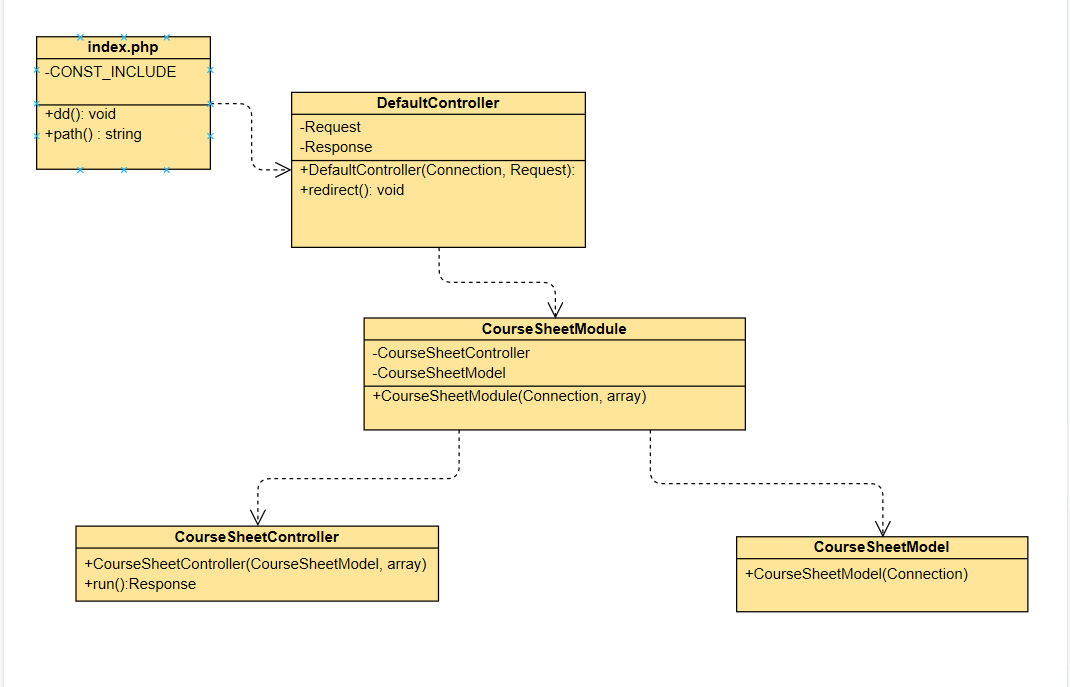 index.php
-CONST_INCLUDE
+dd(): void
+path() : string
DefaultController
-Request
-Response
+DefaultController(Connection, Request):
+redirect(): void
CourseSheetModule
-CourseSheetController
-CourseSheetModel
+CourseSheetModule(Connection, array)
CourseSheetController
+CourseSheetController(CourseSheetModel, array)
+run():Response
CourseSheetModel
+CourseSheetModel(Connection)